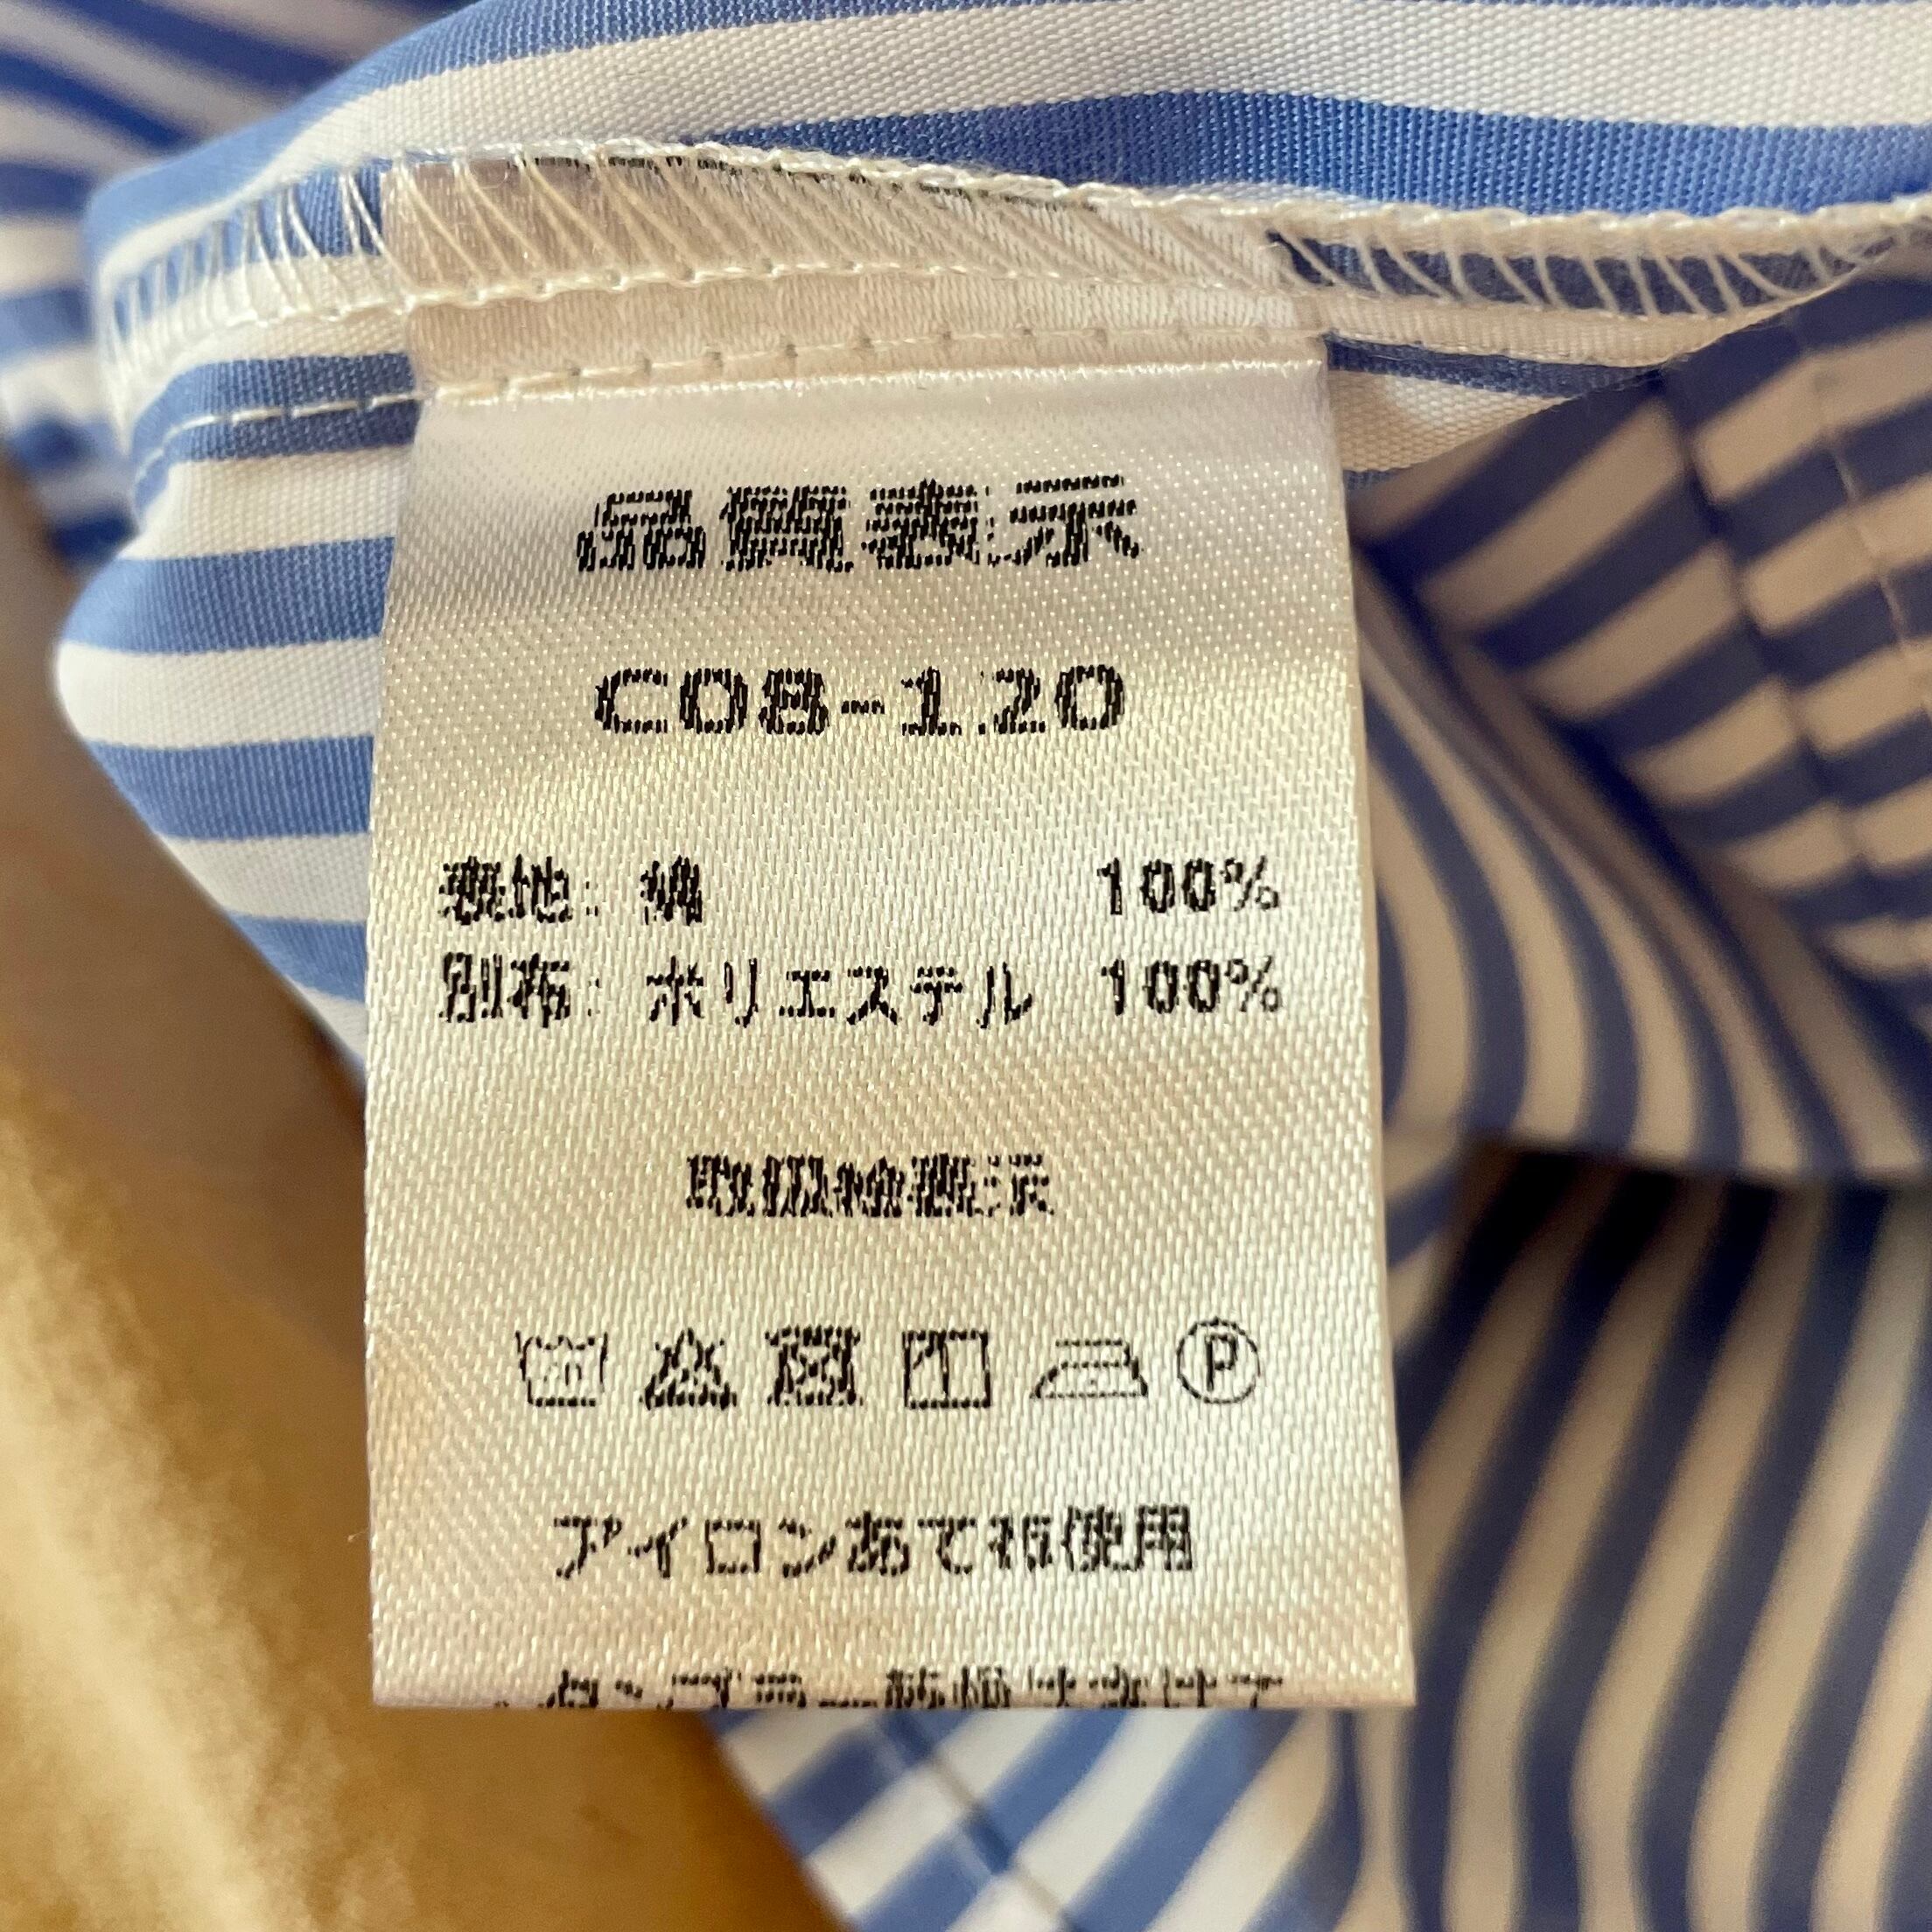 品質表示
C08-120
表地: 綿 100%
別布: ポリエステル 100%
取扱絵表示
P
アイロンあて布使用